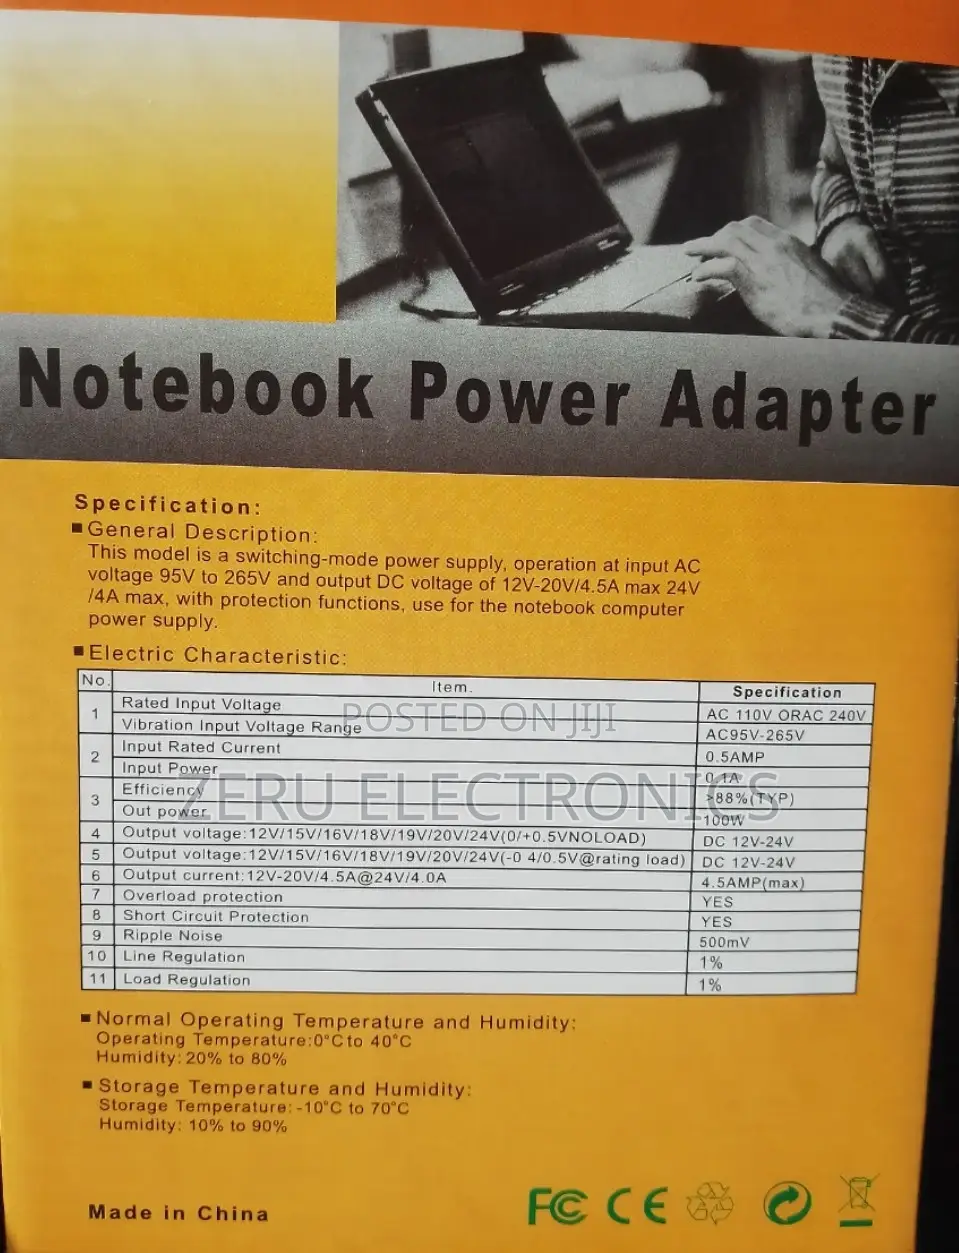 Notebook Power Adapter
Specification:
■General Description:
This model is a switching-mode power supply, operation at input AC
voltage 95V to 265V and output DC voltage of 12V-20V/4.5A max 24V
/4A max, with protection functions, use for the notebook computer
power supply.
■Electric Characteristic:
No. Item. Specification
1 Rated Input Voltage AC 110V ORAC 240V
Vibration Input Voltage Range AC95V-265V
2 Input Rated Current 0.5AMP
Input Power 0.1A
3 Efficiency >88%(TYP)
Out power 100W
4 Output voltage:12V/15V/16V/18V/19V/20V/24V(0/+0.5VNOLOAD) DC 12V-24V
5 Output voltage:12V/15V/16V/18V/19V/20V/24V(-0 4/0.5V@rating load) DC 12V-24V
6 Output current:12V-20V/4.5A@24V/4.0A 4.5AMP(max)
7 Overload protection YES
8 Short Circuit Protection YES
9 Ripple Noise 500mV
10 Line Regulation 1%
11 Load Regulation 1%
POSTED ON JIJI
ZERU ELECTRONICS
■Normal Operating Temperature and Humidity:
Operating Temperature:0°C to 40°C
Humidity: 20% to 80%
■Storage Temperature and Humidity:
Storage Temperature: -10°C to 70°C
Humidity: 10% to 90%
Made in China FC CE